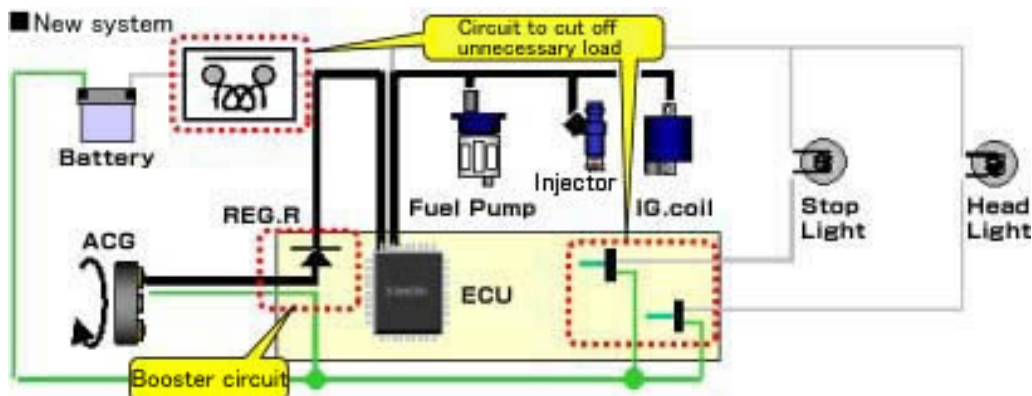 ■ New system
Circuit to cut off
unnecessary load
Battery
Fuel Pump
Injector
IG.coil
Stop
Light
Head
Light
REG.R
ACG
ECU
Booster circuit